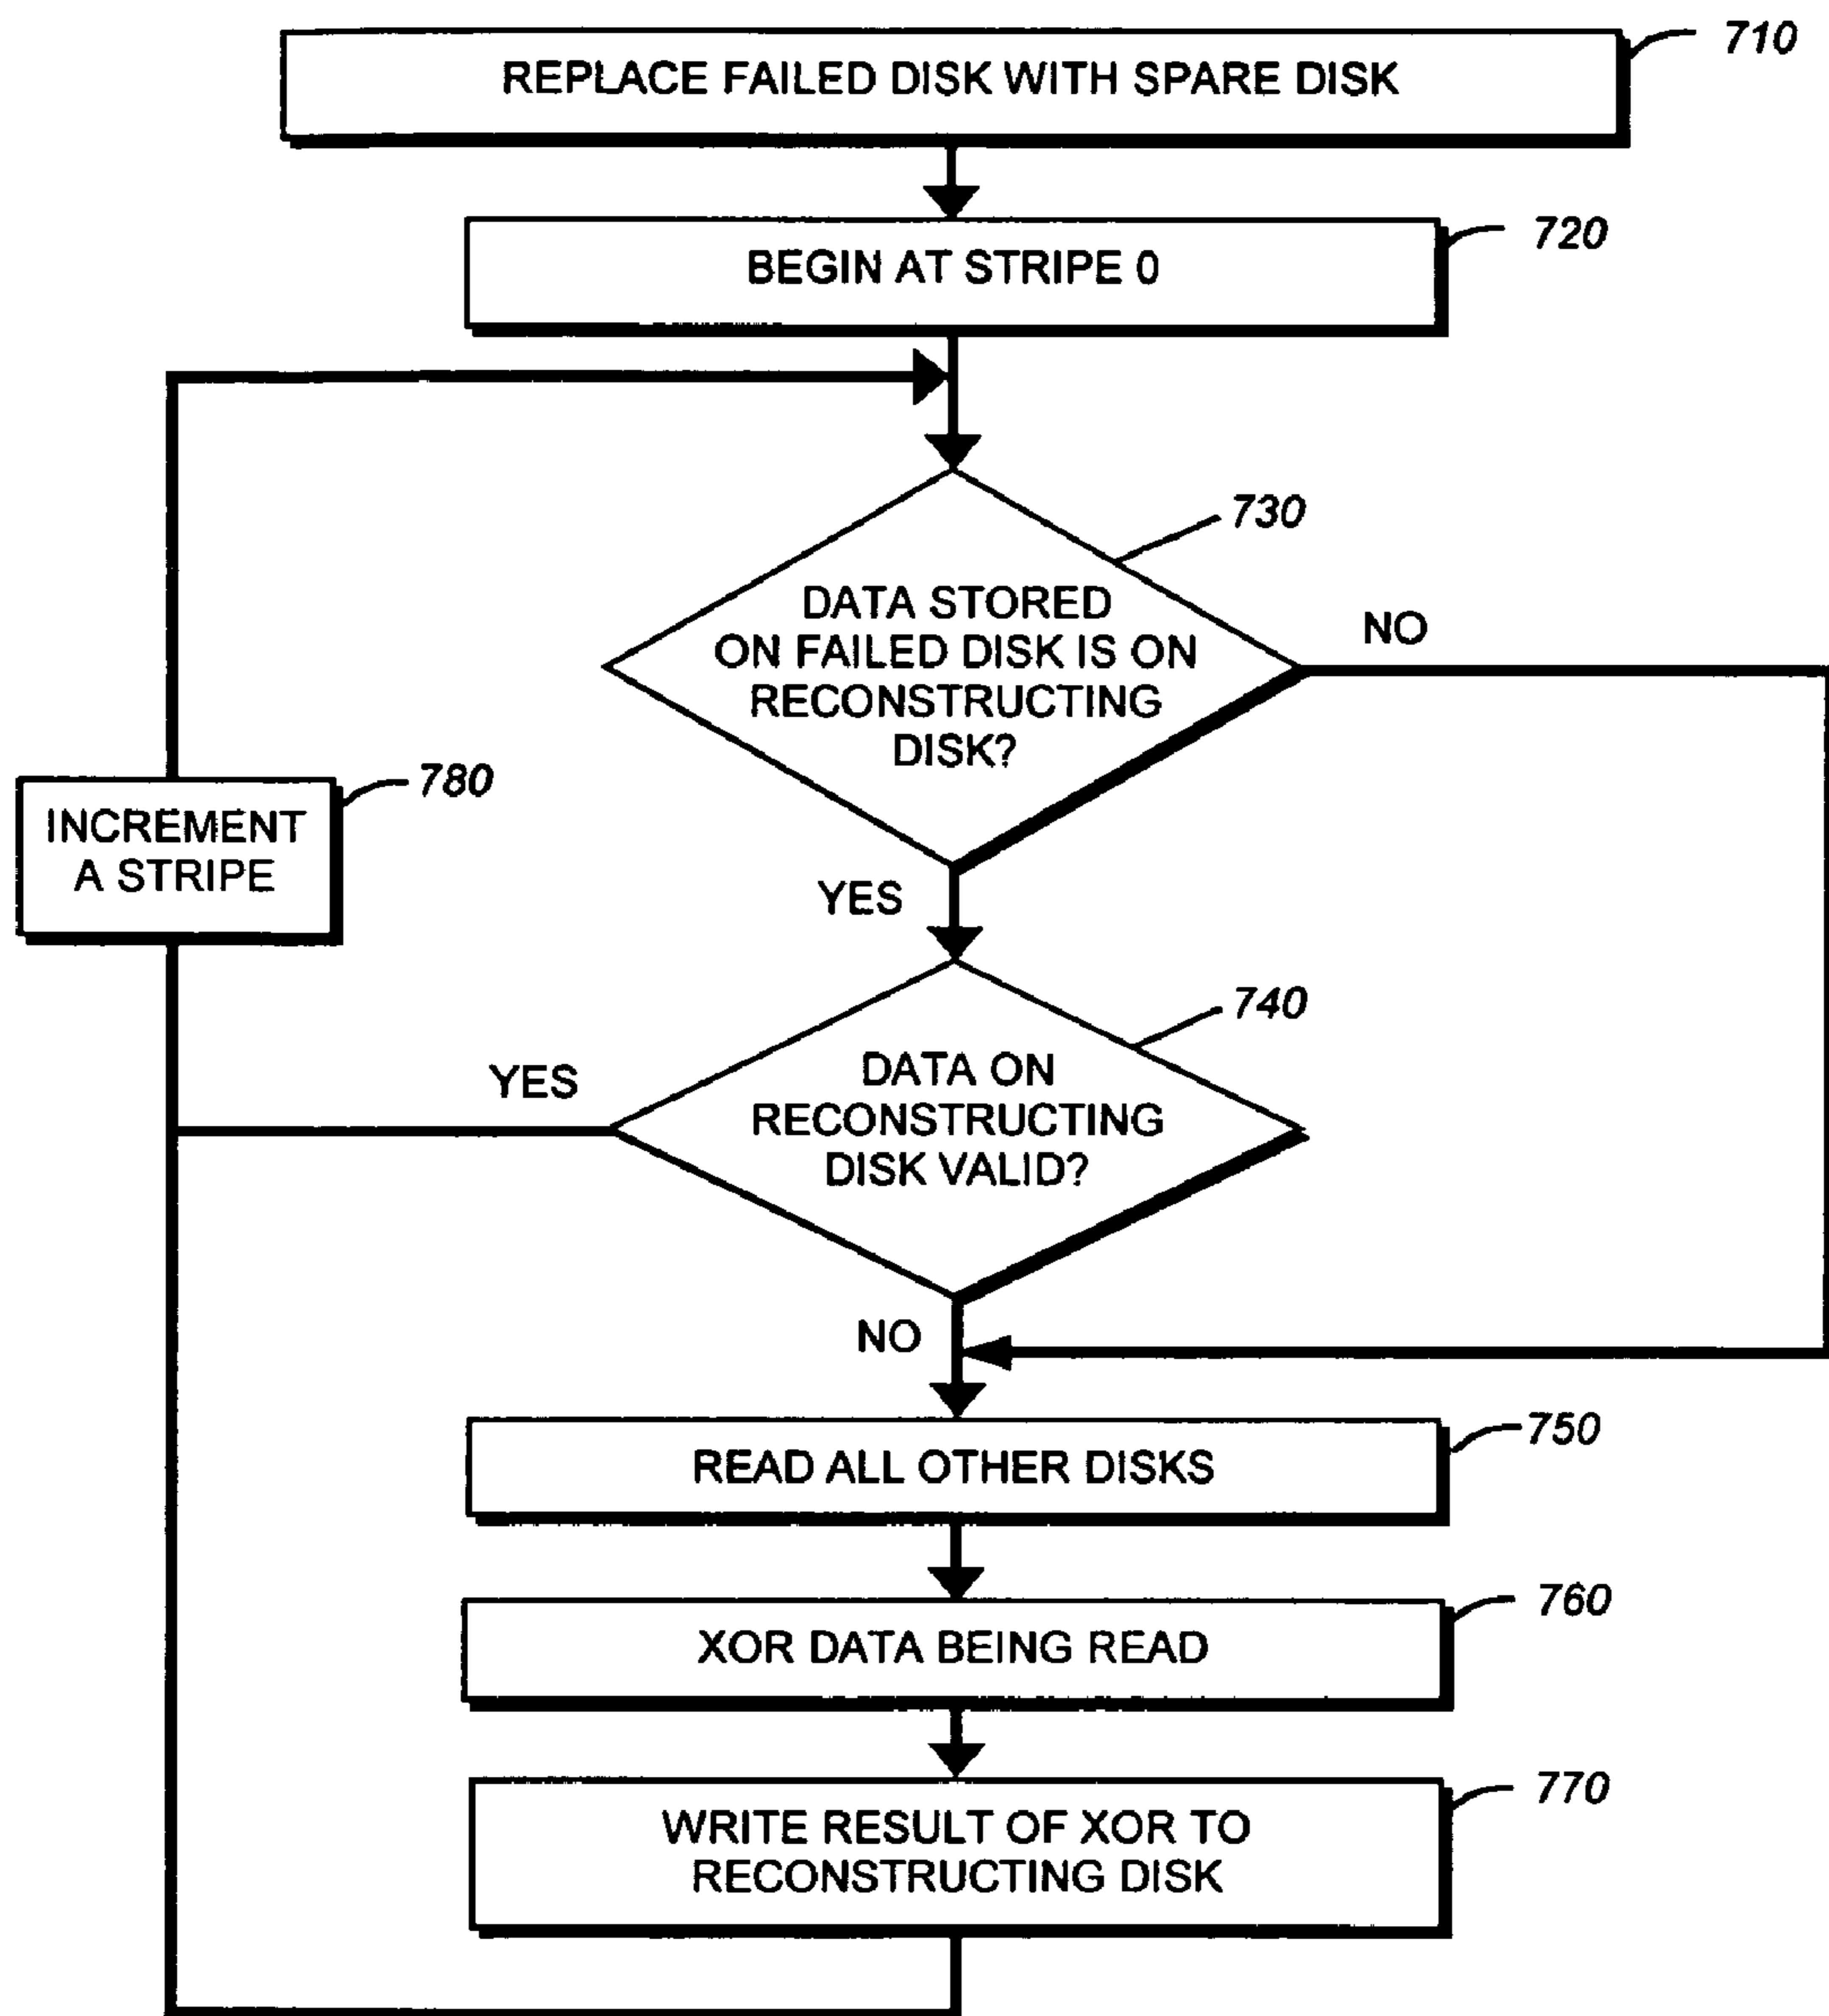 REPLACE FAILED DISK WITH SPARE DISK
710
BEGIN AT STRIPE 0
720
730
DATA STORED
ON FAILED DISK IS ON
RECONSTRUCTING
DISK?
NO
780
INCREMENT
A STRIPE
YES
740
DATA ON
RECONSTRUCTING
DISK VALID?
YES
NO
750
READ ALL OTHER DISKS
760
XOR DATA BEING READ
770
WRITE RESULT OF XOR TO
RECONSTRUCTING DISK